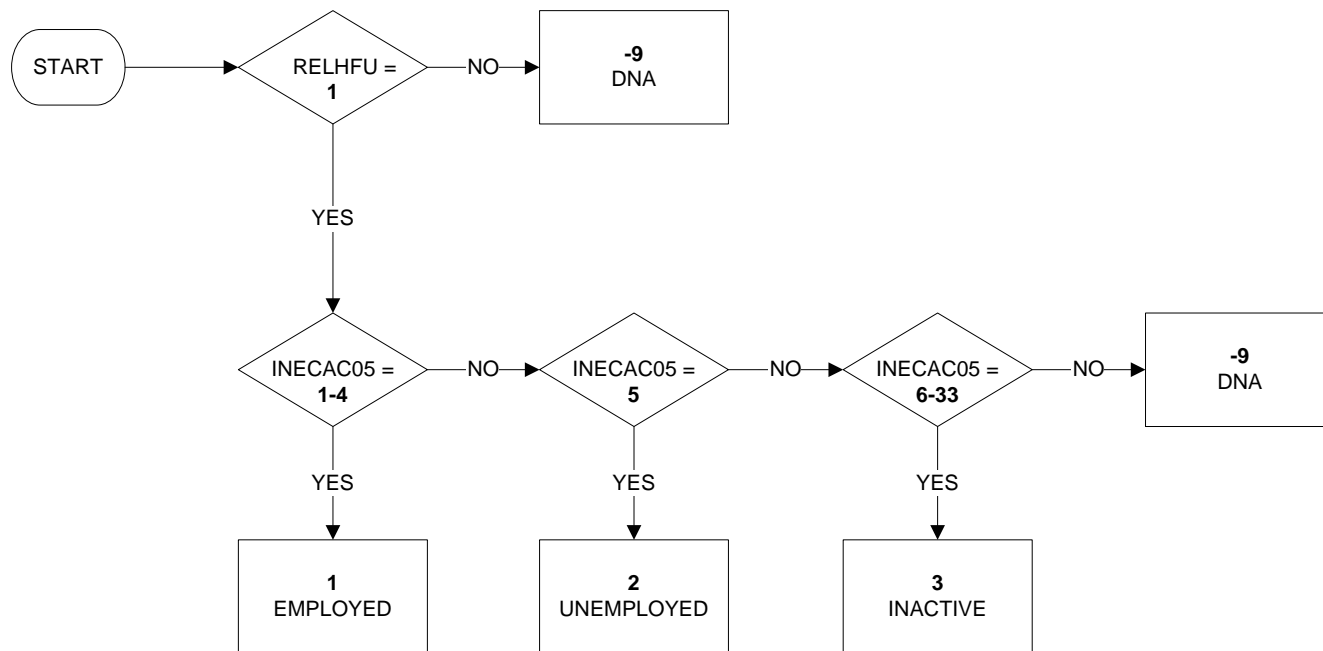 START
RELHFU =
1
NO
-9
DNA
YES
INECAC05 =
1-4
NO
INECAC05 =
5
NO
INECAC05 =
6-33
NO
-9
DNA
YES
YES
YES
1
EMPLOYED
2
UNEMPLOYED
3
INACTIVE